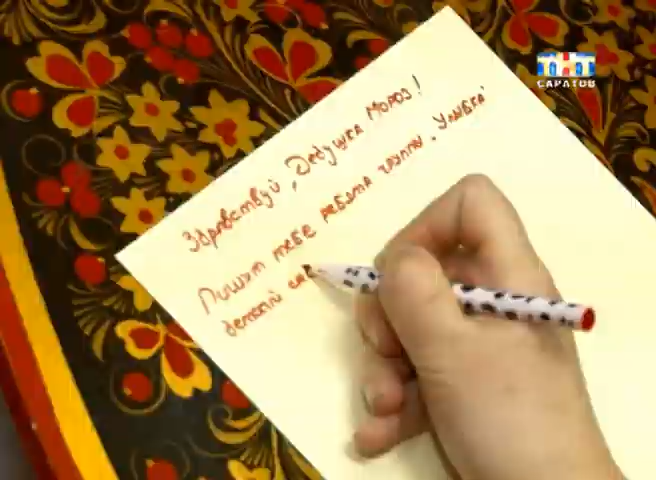 ТНТ
САРАТОВ
Здравствуй, Дедушка Мороз!
Пишут тебе ребята группы "Улыбка"
детский са